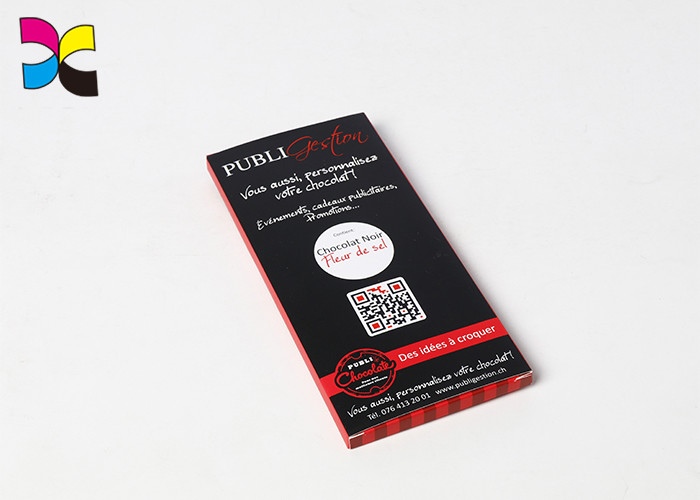 PUBLIGestion
Vous aussi, personnalisez
votre chocolat!
Evénements, cadeaux publicitaires,
Promotions...
Contient:
Chocolat Noir
Fleur de sel
Des idées à croquer
PUBLI
Chocolate
Vous aussi, personnalisez votre chocolat!
Tél. 076 413 20 01 www.publigestion.ch